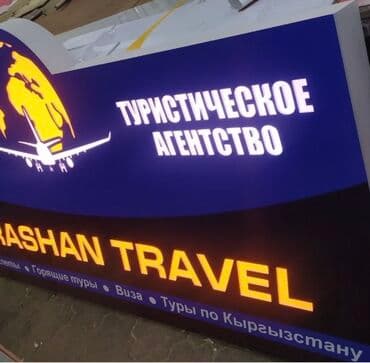 ТУРИСТИЧЕСКОЕ
АГЕНТСТВО
RASHAN TRAVEL
• Горящие туры • Виза • Туры по Кыргызстану